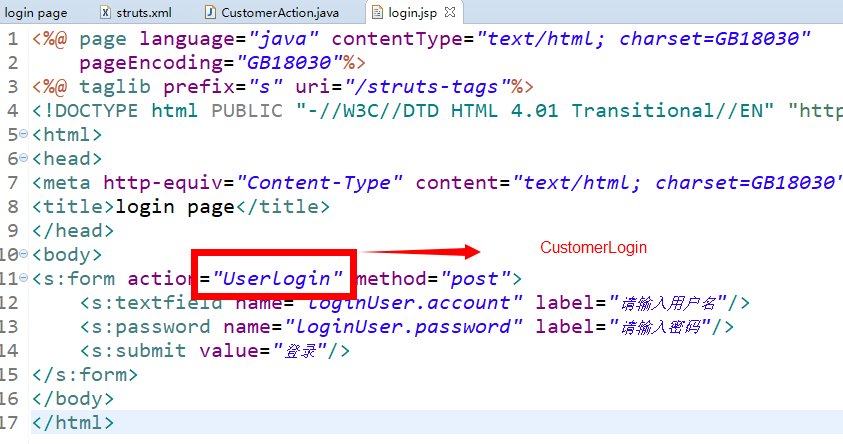 login page struts.xml CustomerAction.java login.jsp
1 <%@ page language="java" contentType="text/html; charset=GB18030"
2 pageEncoding="GB18030"%>
3 <%@ taglib prefix="s" uri="/struts-tags"%>
4 <!DOCTYPE html PUBLIC "-//W3C//DTD HTML 4.01 Transitional//EN" "http
5 <html>
6 <head>
7 <meta http-equiv="Content-Type" content="text/html; charset=GB18030"
8 <title>login page</title>
9 </head>
10 <body>
CustomerLogin
11 <s:form action="Userlogin" method="post">
12 <s:textfield name="loginUser.account" label="请输入用户名"/>
13 <s:password name="loginUser.password" label="请输入密码"/>
14 <s:submit value="登录"/>
15 </s:form>
16 </body>
17 </html>